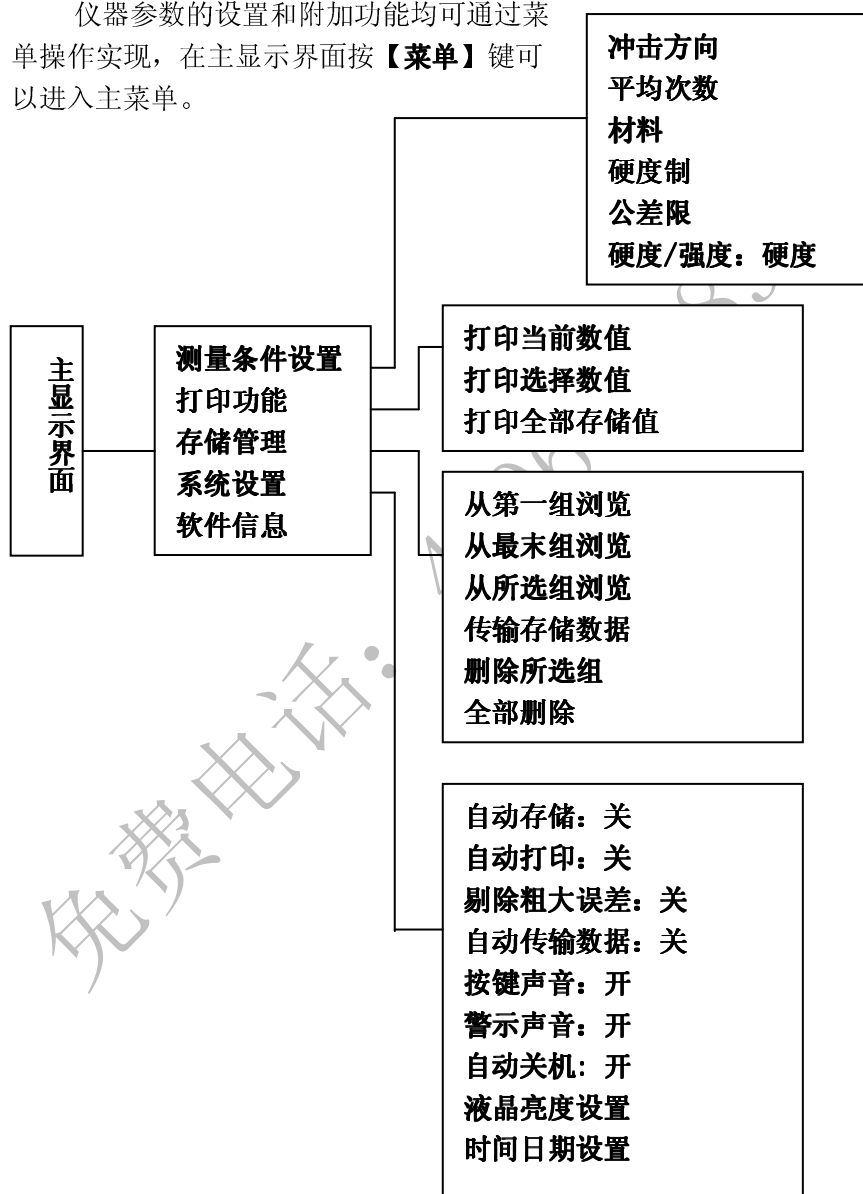 仪器参数的设置和附加功能均可通过菜
单操作实现，在主显示界面按【菜单】键可
以进入主菜单。
冲击方向
平均次数
材料
硬度制
公差限
硬度/强度：硬度
主显示界面
测量条件设置
打印功能
存储管理
系统设置
软件信息
打印当前数值
打印选择数值
打印全部存储值
从第一组浏览
从最末组浏览
从所选组浏览
传输存储数据
删除所选组
全部删除
自动存储：关
自动打印：关
剔除粗大误差：关
自动传输数据：关
按键声音：开
警示声音：开
自动关机: 开
液晶亮度设置
时间日期设置
免费电话：